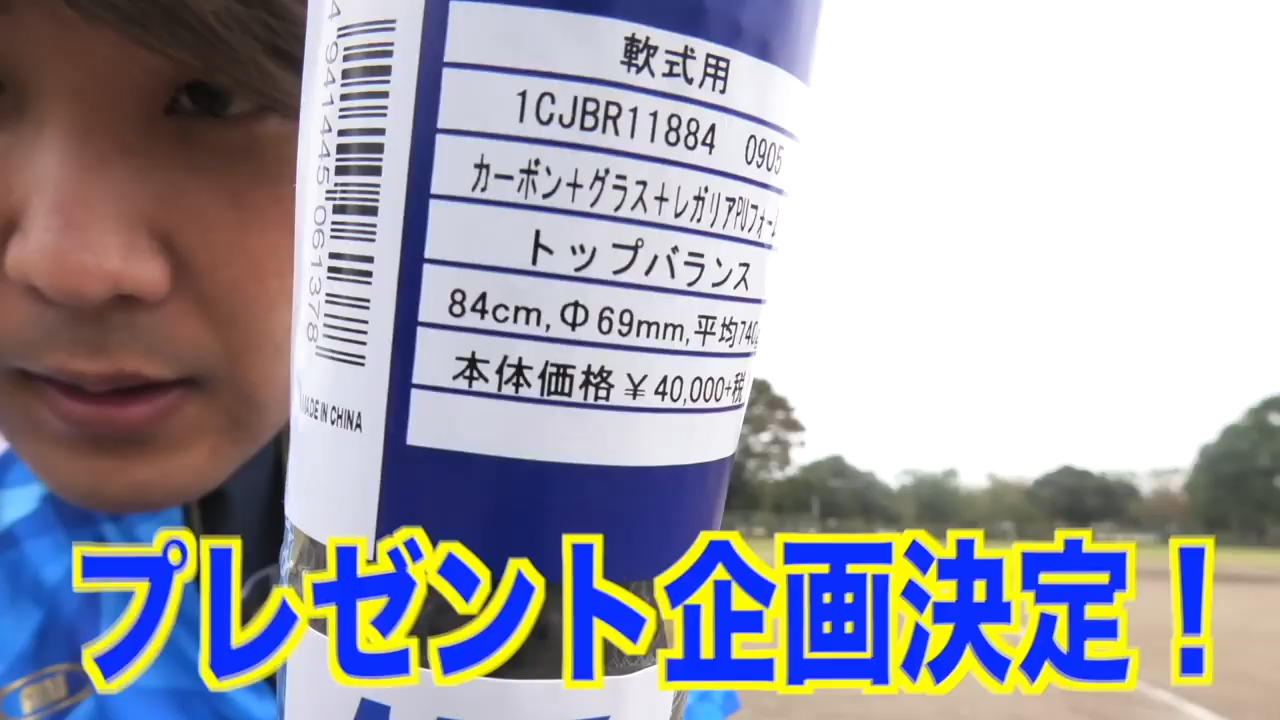 軟式用
1CJBR11884 0905
カーボン+グラス+レガリアPUフォーム
トップバランス
84cm,Φ69mm,平均740g
本体価格￥40,000+税
4941445 061378
MADE IN CHINA
プレゼント企画決定！